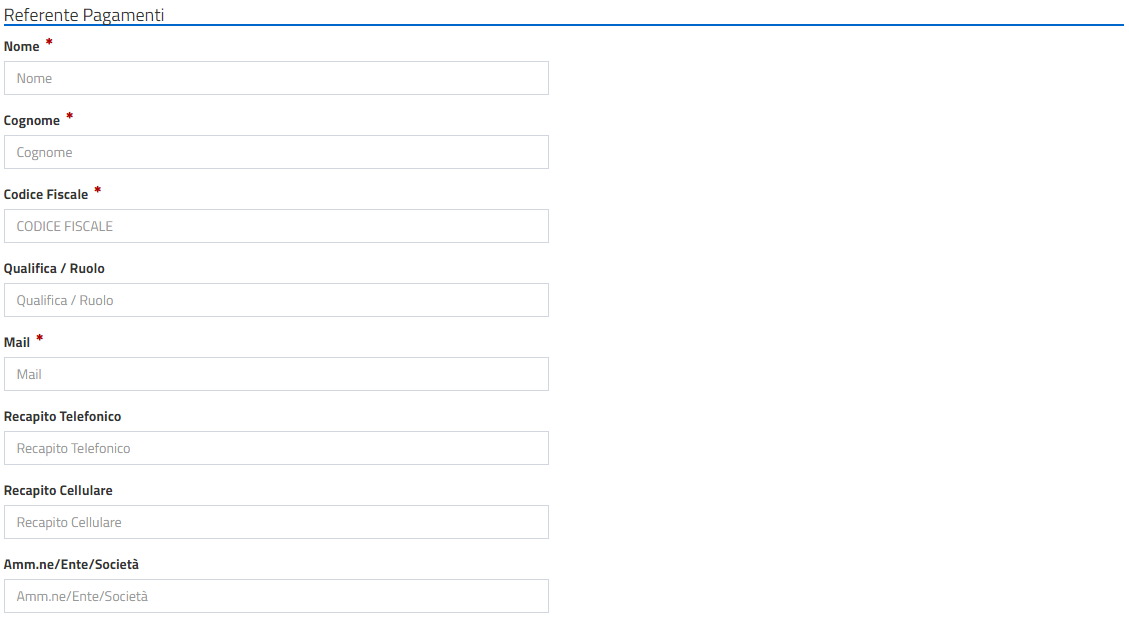 Referente Pagamenti
Nome *
Nome
Cognome *
Cognome
Codice Fiscale *
CODICE FISCALE
Qualifica / Ruolo
Qualifica / Ruolo
Mail *
Mail
Recapito Telefonico
Recapito Telefonico
Recapito Cellulare
Recapito Cellulare
Amm.ne/Ente/Società
Amm.ne/Ente/Società